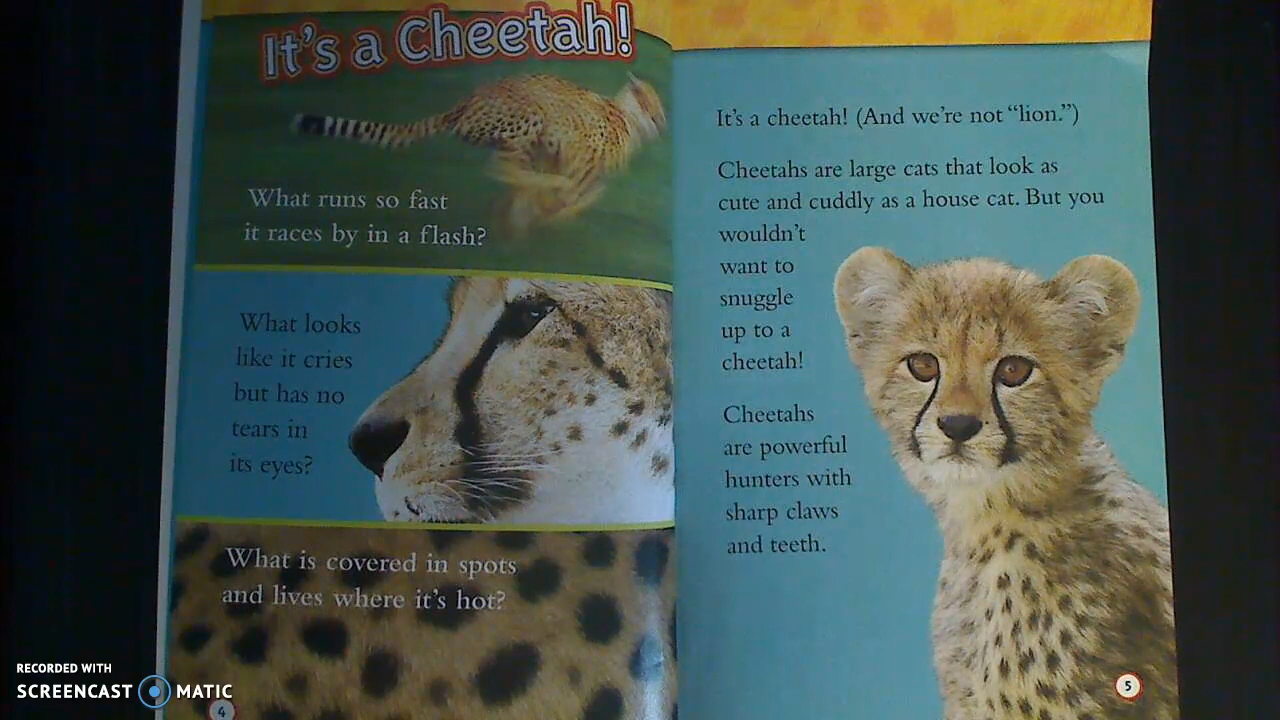 It's a Cheetah!
What runs so fast
it races by in a flash?
What looks
like it cries
but has no
tears in
its eyes?
What is covered in spots
and lives where it's hot?
4
It's a cheetah! (And we're not “lion.”)
Cheetahs are large cats that look as
cute and cuddly as a house cat. But you
wouldn't
want to
snuggle
up to a
cheetah!
Cheetahs
are powerful
hunters with
sharp claws
and teeth.
5
RECORDED WITH
SCREENCAST MATIC